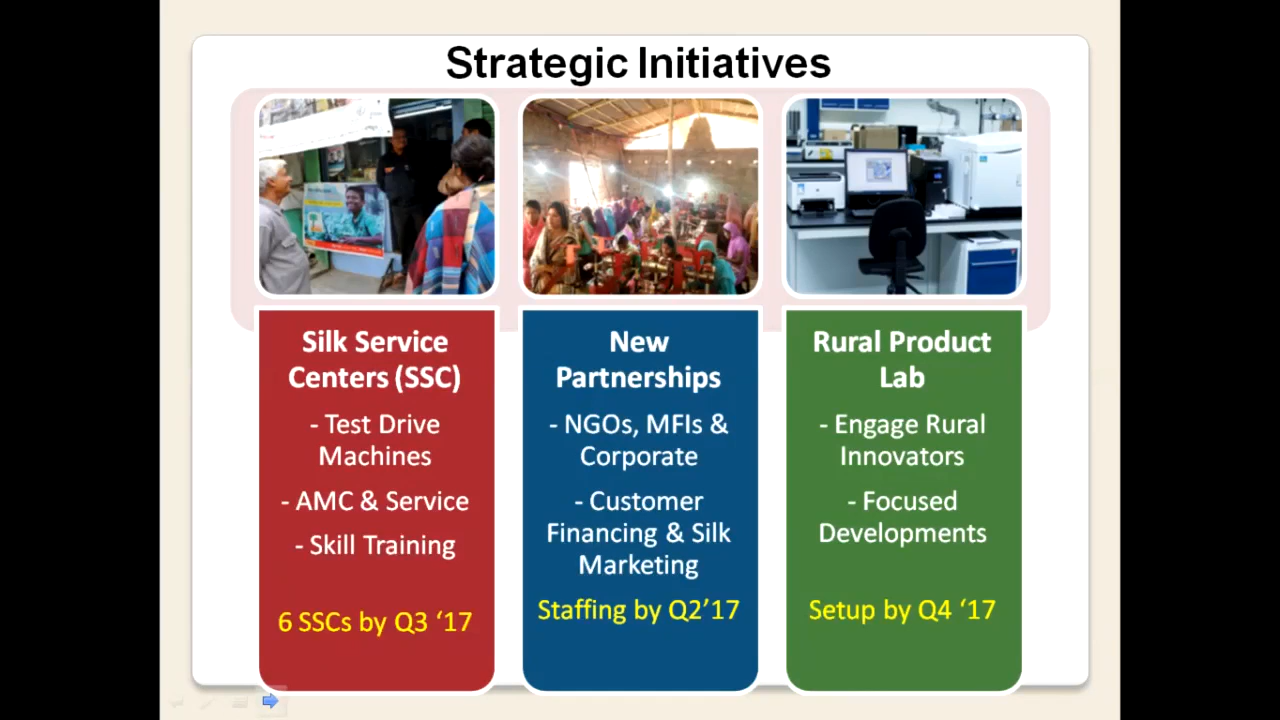 Strategic Initiatives
Silk Service
Centers (SSC)
- Test Drive
Machines
- AMC & Service
- Skill Training
6 SSCs by Q3 ‘17
New
Partnerships
- NGOs, MFIs &
Corporate
- Customer
Financing & Silk
Marketing
Staffing by Q2’17
Rural Product
Lab
- Engage Rural
Innovators
- Focused
Developments
Setup by Q4 ‘17